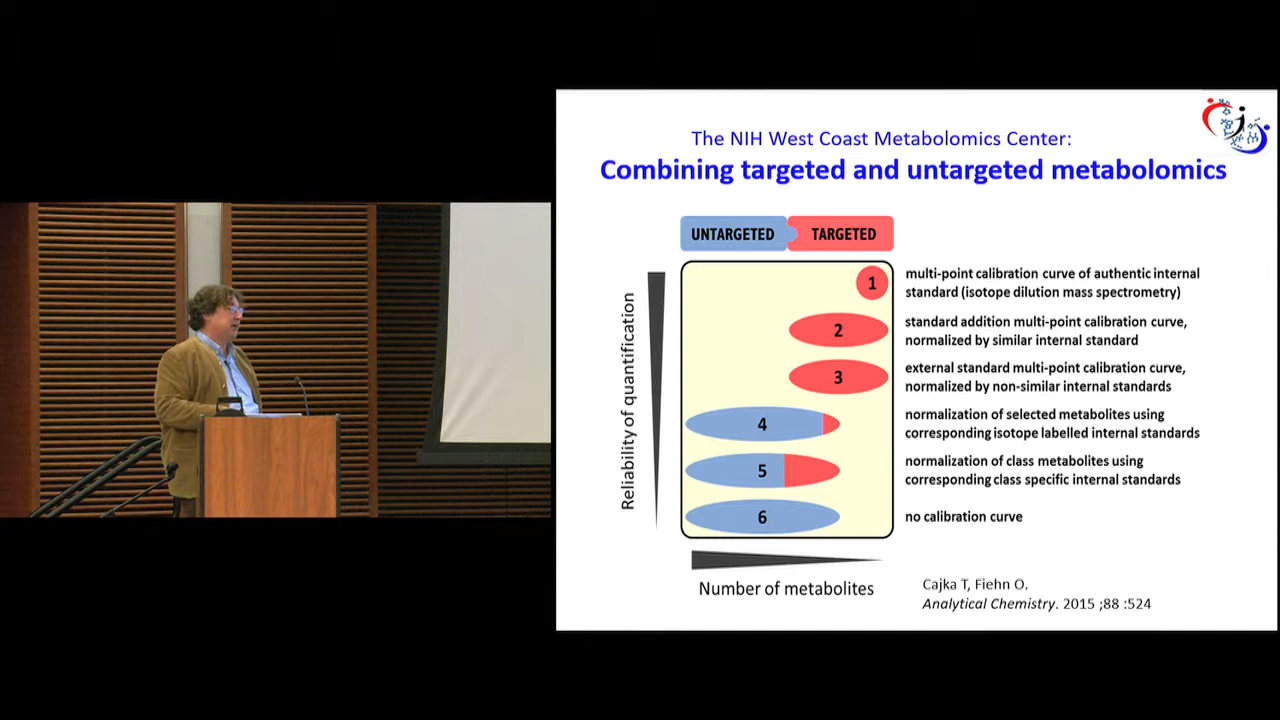 The NIH West Coast Metabolomics Center:
Combining targeted and untargeted metabolomics
UNTARGETED TARGETED
Reliability of quantification
1 multi-point calibration curve of authentic internal
standard (isotope dilution mass spectrometry)
2 standard addition multi-point calibration curve,
normalized by similar internal standard
3 external standard multi-point calibration curve,
normalized by non-similar internal standards
4 normalization of selected metabolites using
corresponding isotope labelled internal standards
5 normalization of class metabolites using
corresponding class specific internal standards
6 no calibration curve
Number of metabolites
Cajka T, Fiehn O.
Analytical Chemistry. 2015 ;88 :524